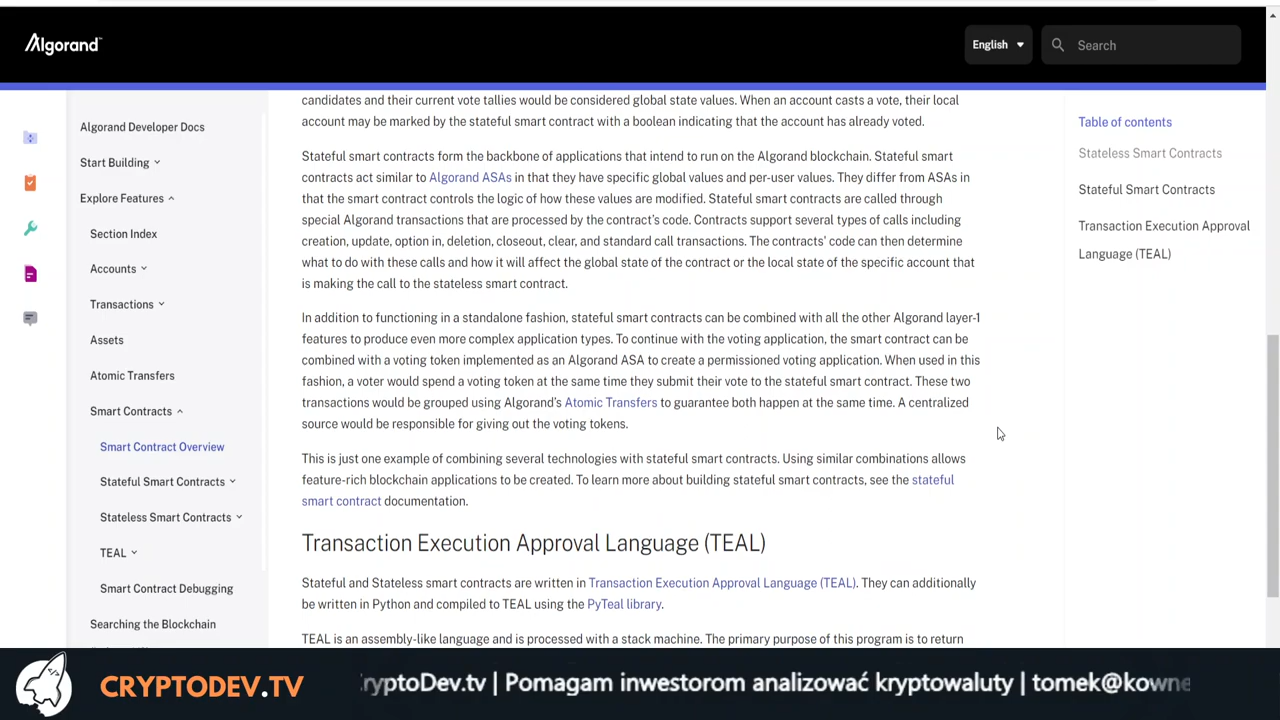 Algorand
English
Search
Algorand Developer Docs
Start Building
Explore Features
Section Index
Accounts
Transactions
Assets
Atomic Transfers
Smart Contracts
Smart Contract Overview
Stateful Smart Contracts
Stateless Smart Contracts
TEAL
Smart Contract Debugging
Searching the Blockchain
candidates and their current vote tallies would be considered global state values. When an account casts a vote, their local
account may be marked by the stateful smart contract with a boolean indicating that the account has already voted.
Stateful smart contracts form the backbone of applications that intend to run on the Algorand blockchain. Stateful smart
contracts act similar to Algorand ASAs in that they have specific global values and per-user values. They differ from ASAs in
that the smart contract controls the logic of how these values are modified. Stateful smart contracts are called through
special Algorand transactions that are processed by the contract's code. Contracts support several types of calls including
creation, update, option in, deletion, closeout, clear, and standard call transactions. The contracts' code can then determine
what to do with these calls and how it will affect the global state of the contract or the local state of the specific account that
is making the call to the stateless smart contract.
In addition to functioning in a standalone fashion, stateful smart contracts can be combined with all the other Algorand layer-1
features to produce even more complex application types. To continue with the voting application, the smart contract can be
combined with a voting token implemented as an Algorand ASA to create a permissioned voting application. When used in this
fashion, a voter would spend a voting token at the same time they submit their vote to the stateful smart contract. These two
transactions would be grouped using Algorand's Atomic Transfers to guarantee both happen at the same time. A centralized
source would be responsible for giving out the voting tokens.
This is just one example of combining several technologies with stateful smart contracts. Using similar combinations allows
feature-rich blockchain applications to be created. To learn more about building stateful smart contracts, see the stateful
smart contract documentation.
Transaction Execution Approval Language (TEAL)
Stateful and Stateless smart contracts are written in Transaction Execution Approval Language (TEAL). They can additionally
be written in Python and compiled to TEAL using the PyTeal library.
TEAL is an assembly-like language and is processed with a stack machine. The primary purpose of this program is to return
Table of contents
Stateless Smart Contracts
Stateful Smart Contracts
Transaction Execution Approval
Language (TEAL)
CRYPTODEV.TV
ryptoDev.tv | Pomagam inwestorom analizować kryptowaluty | tomek@kowne